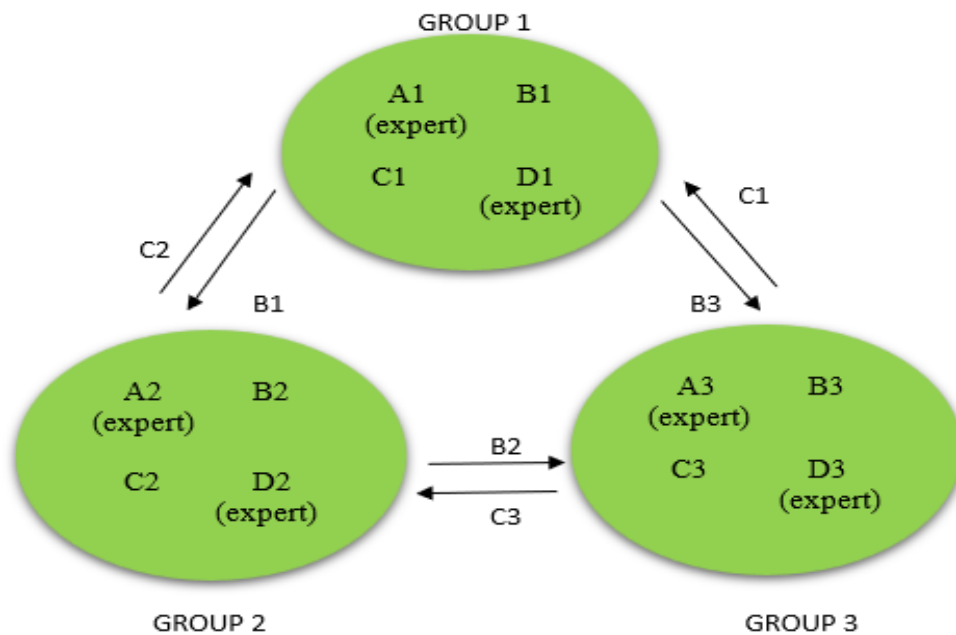 GROUP 1
A1 B1
(expert)
C1 D1
(expert)
C2
B1
C1
B3
A2 B2
(expert)
C2 D2
(expert)
B2
C3
A3 B3
(expert)
C3 D3
(expert)
GROUP 2
GROUP 3